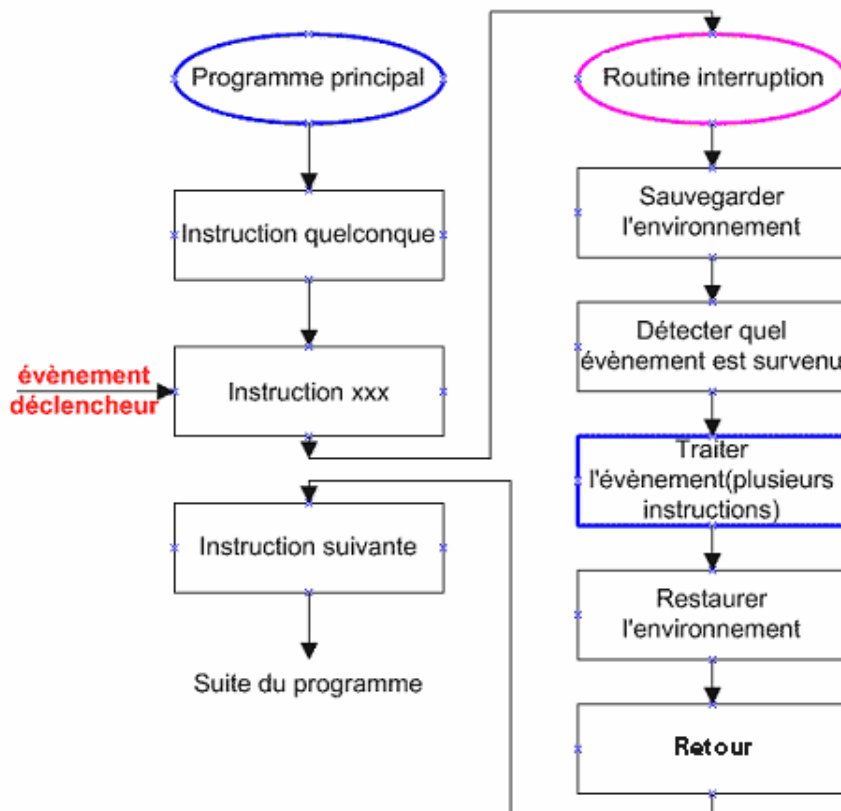 Programme principal
Instruction quelconque
évènement
déclencheur
Instruction xxx
Instruction suivante
Suite du programme
Routine interruption
Sauvegarder
l'environnement
Détecter quel
évènement est survenu
Traiter
l'évènement(plusieurs
instructions)
Restaurer
l'environnement
Retour